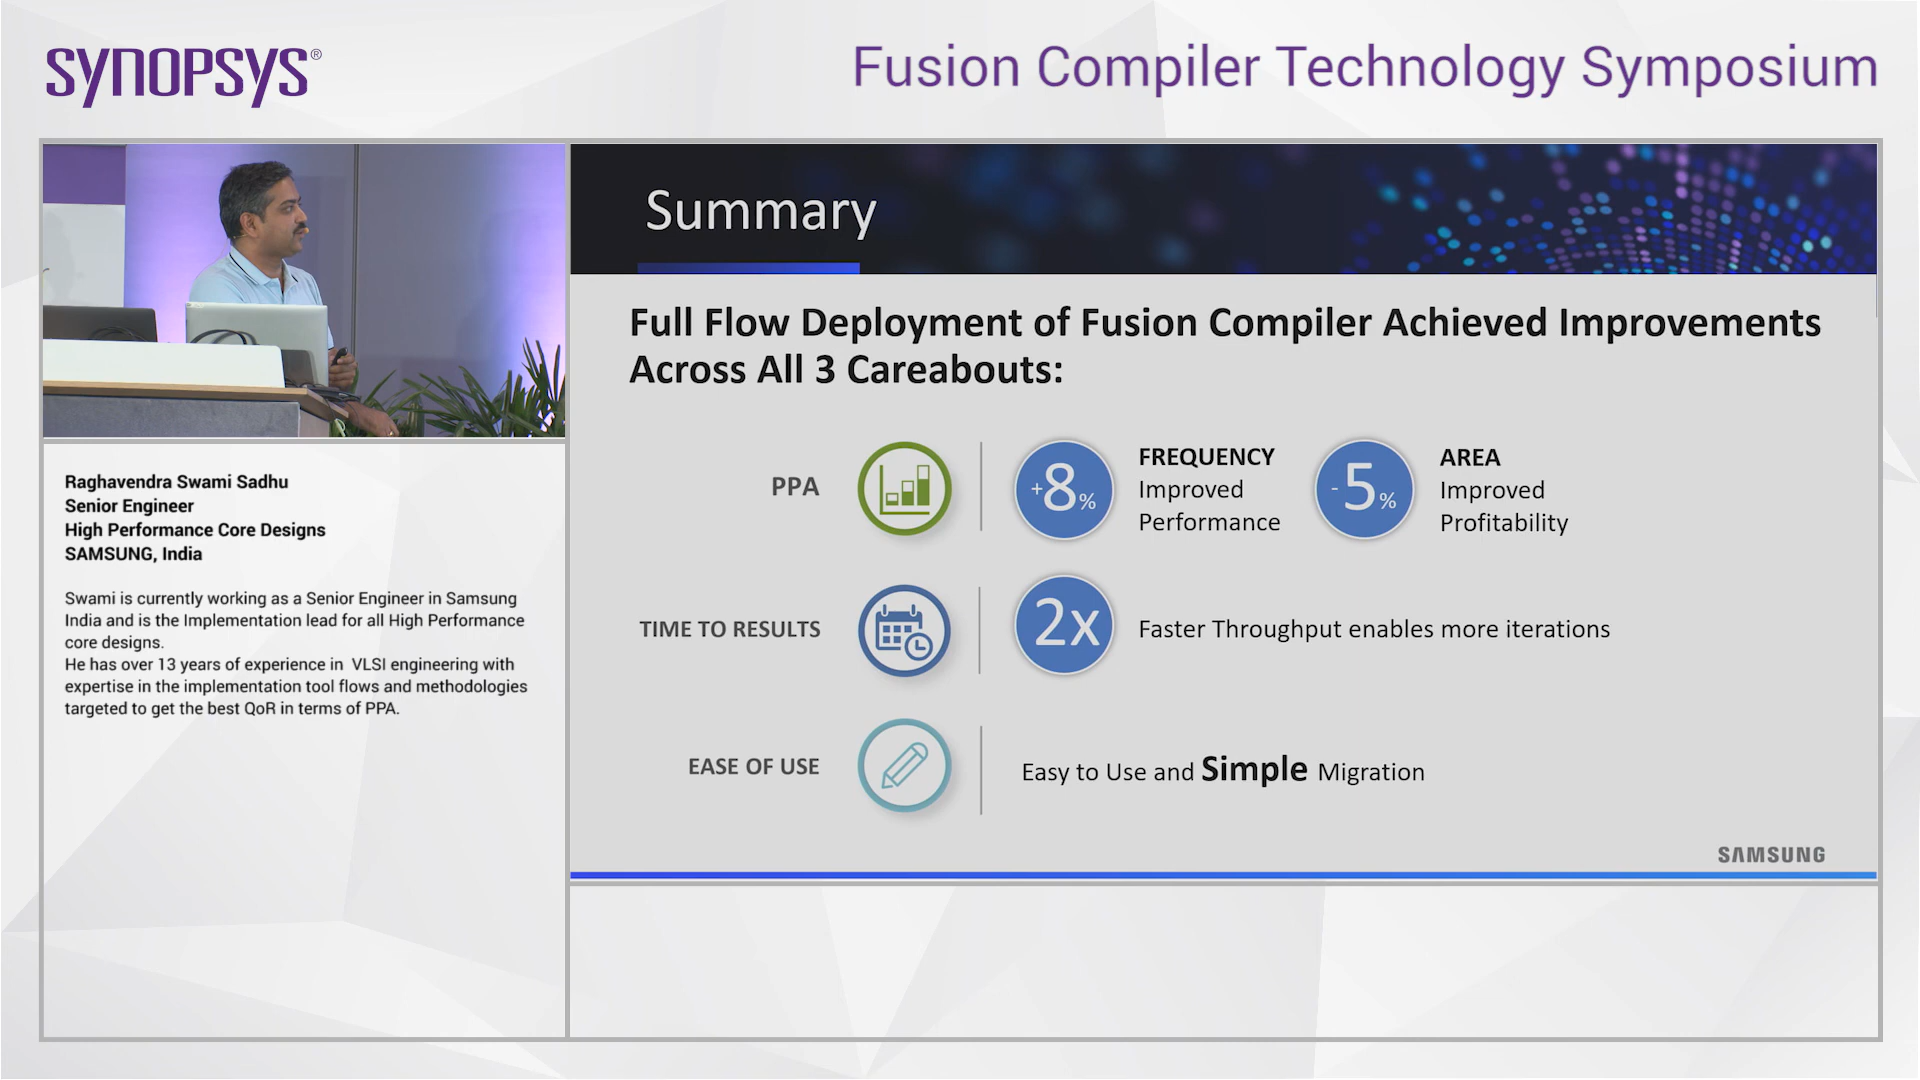 SYNOPSYS®
Fusion Compiler Technology Symposium
Raghavendra Swami Sadhu
Senior Engineer
High Performance Core Designs
SAMSUNG, India
Swami is currently working as a Senior Engineer in Samsung
India and is the Implementation lead for all High Performance
core designs.
He has over 13 years of experience in VLSI engineering with
expertise in the implementation tool flows and methodologies
targeted to get the best QoR in terms of PPA.
Summary
Full Flow Deployment of Fusion Compiler Achieved Improvements
Across All 3 Careabouts:
PPA
+8%
FREQUENCY
Improved
Performance
-5%
AREA
Improved
Profitability
TIME TO RESULTS
2x
Faster Throughput enables more iterations
EASE OF USE
Easy to Use and Simple Migration
SAMSUNG